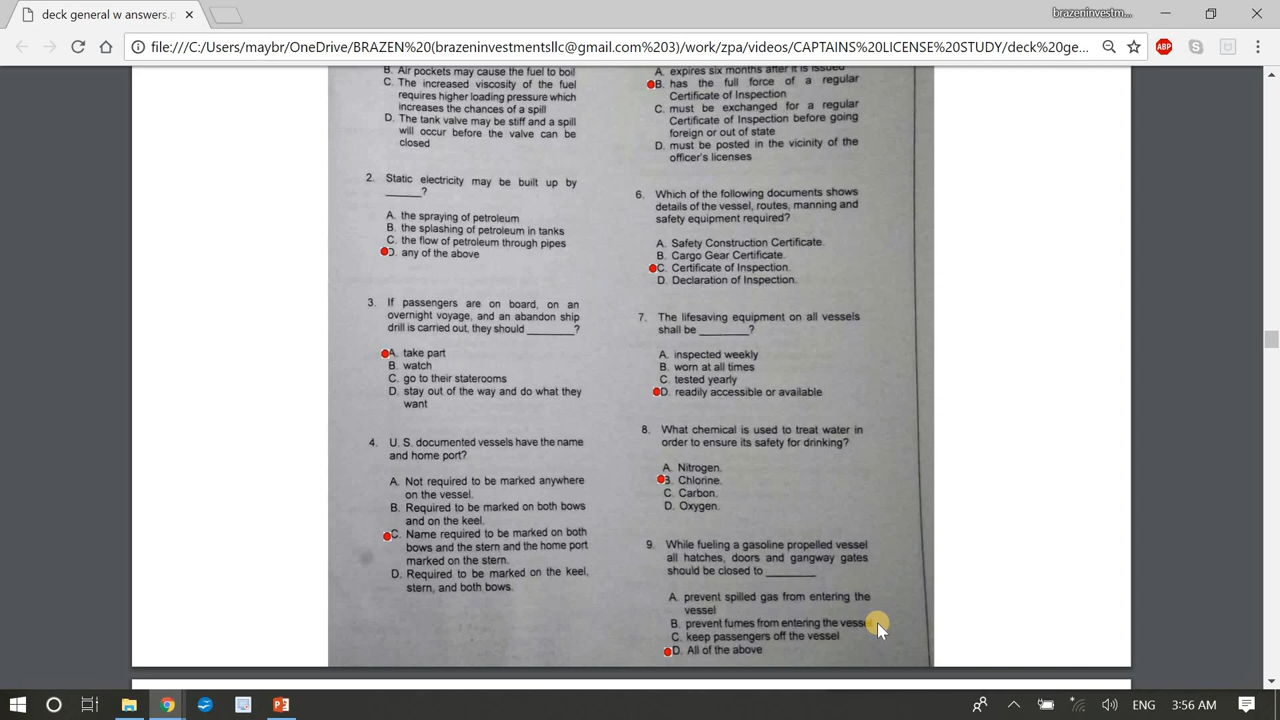 deck general w answers.p
brazeninvestm...
file:///C:/Users/maybr/OneDrive/BRAZEN%20(brazeninvestmentsllc@gmail.com%203)/work/zpa/videos/CAPTAINS%20LICENSE%20STUDY/deck%20ge...
ABP
B. Air pockets may cause the fuel to boil
C. The increased viscosity of the fuel
requires higher loading pressure which
increases the chances of a spill
D. The tank valve may be stiff and a spill
will occur before the valve can be
closed
2. Static electricity may be built up by
______?
A. the spraying of petroleum
B. the splashing of petroleum in tanks
C. the flow of petroleum through pipes
D. any of the above
3. If passengers are on board, on an
overnight voyage, and an abandon ship
drill is carried out, they should ________?
A. take part
B. watch
C. go to their staterooms
D. stay out of the way and do what they
want
4. U. S. documented vessels have the name
and home port?
A. Not required to be marked anywhere
on the vessel.
B. Required to be marked on both bows
and on the keel.
C. Name required to be marked on both
bows and the stern and the home port
marked on the stern.
D. Required to be marked on the keel,
stern, and both bows.
A. expires six months after it is issued
B. has the full force of a regular
Certificate of Inspection
C. must be exchanged for a regular
Certificate of Inspection before going
foreign or out of state
D. must be posted in the vicinity of the
officer's licenses
6. Which of the following documents shows
details of the vessel, routes, manning and
safety equipment required?
A. Safety Construction Certificate.
B. Cargo Gear Certificate.
C. Certificate of Inspection.
D. Declaration of Inspection.
7. The lifesaving equipment on all vessels
shall be ________?
A. inspected weekly
B. worn at all times
C. tested yearly
D. readily accessible or available
8. What chemical is used to treat water in
order to ensure its safety for drinking?
A. Nitrogen.
B. Chlorine.
C. Carbon.
D. Oxygen.
9. While fueling a gasoline propelled vessel
all hatches, doors and gangway gates
should be closed to ________
A. prevent spilled gas from entering the
vessel
B. prevent fumes from entering the vessel
C. keep passengers off the vessel
D. All of the above
ENG
3:56 AM